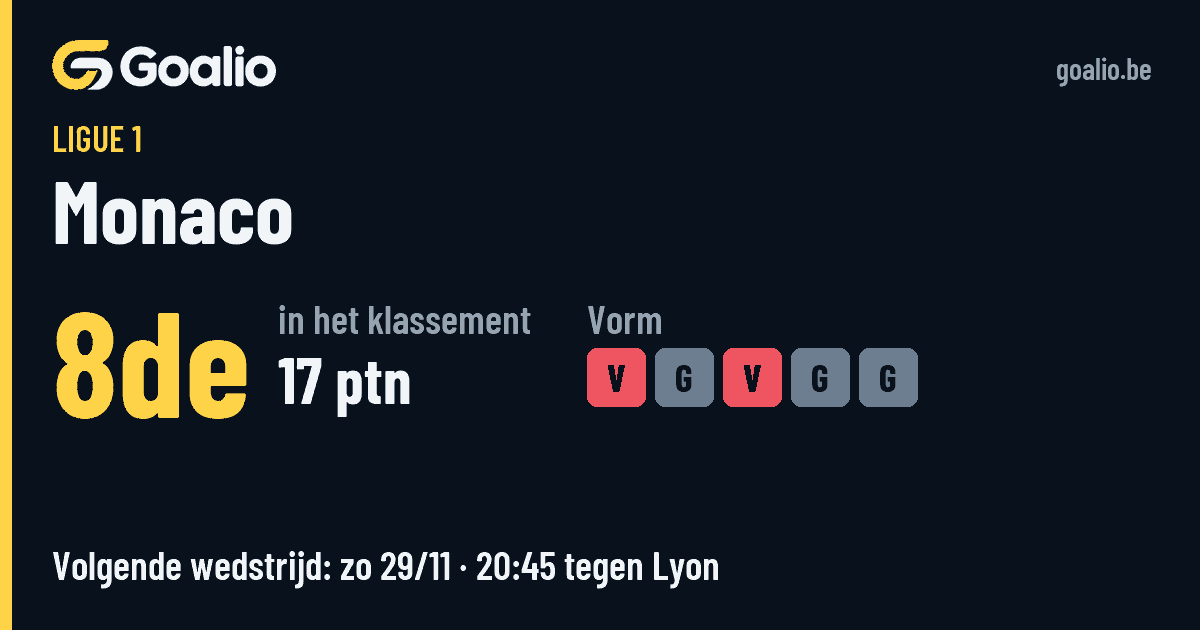 Goalio
goalio.be
LIGUE 1
Monaco
8de
in het klassement
17 ptn
Vorm
V G V G G
Volgende wedstrijd: zo 29/11 · 20:45 tegen Lyon